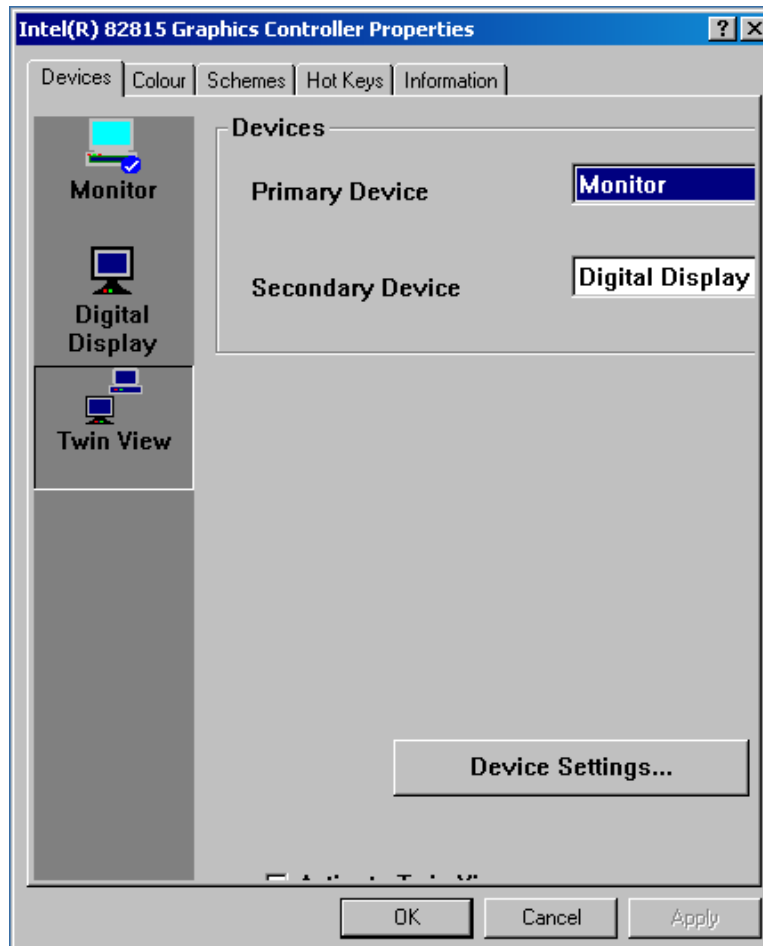 Intel(R) 82815 Graphics Controller Properties
Devices Colour Schemes Hot Keys Information
Monitor
Digital
Display
Twin View
Devices
Primary Device Monitor
Secondary Device Digital Display
Device Settings...
OK Cancel Apply